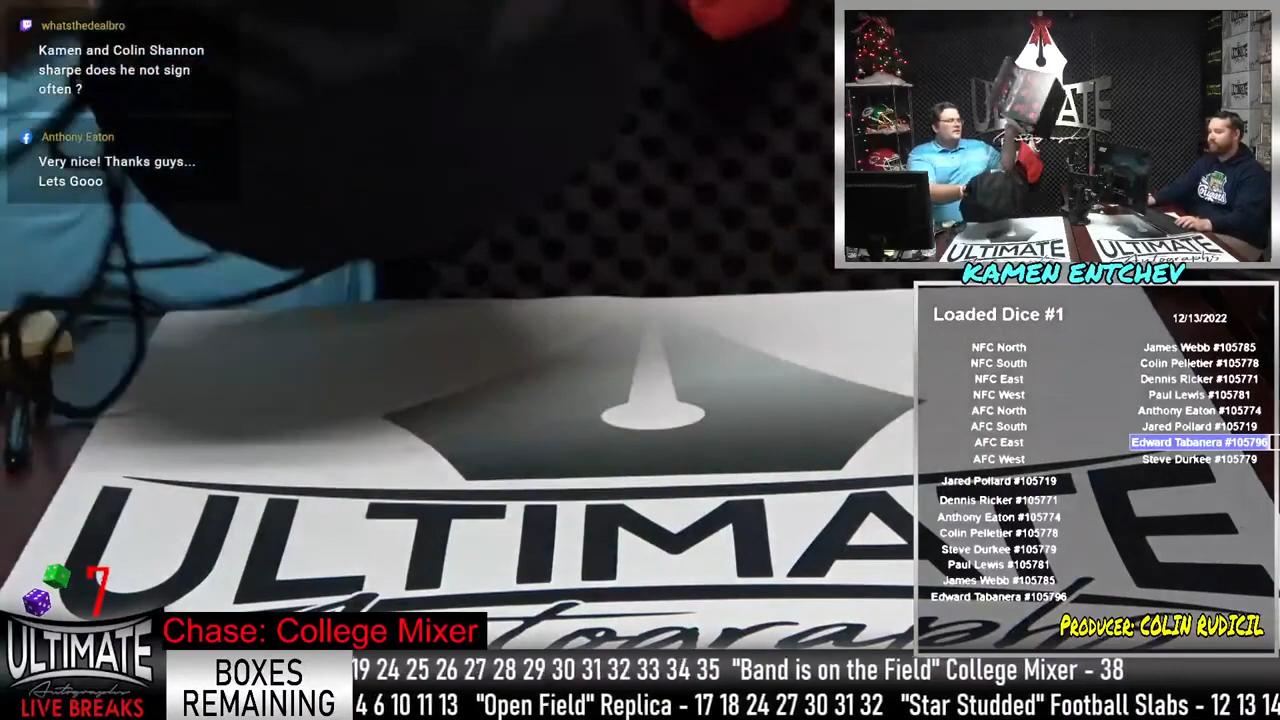 whatsthedealbro
Kamen and Colin Shannon
sharpe does he not sign
often ?
Anthony Eaton
Very nice! Thanks guys...
Lets Gooo
ULTIMATE
ULTIMATE
KAMEN ENTCHEV
Loaded Dice #1
12/13/2022
NFC North James Webb #105785
NFC South Colin Pelletier #105778
NFC East Dennis Ricker #105771
NFC West Paul Lewis #105781
AFC North Anthony Eaton #105774
AFC South Jared Pollard #105719
AFC East Edward Tabanera #105796
AFC West Steve Durkee #105779
Jared Pollard #105719
Dennis Ricker #105771
Anthony Eaton #105774
Colin Pelletier #105778
Steve Durkee #105779
Paul Lewis #105781
James Webb #105785
Edward Tabanera #105796
ULTIMATE
Autograph
PRODUCER: COLIN RUDICIL
7
ULTIMATE
Autographs
LIVE BREAKS
Chase: College Mixer
BOXES
REMAINING
19 24 25 26 27 28 29 30 31 32 33 34 35 "Band is on the Field" College Mixer - 38
4 6 10 11 13 "Open Field" Replica - 17 18 24 27 30 31 32 "Star Studded" Football Slabs - 12 13 14